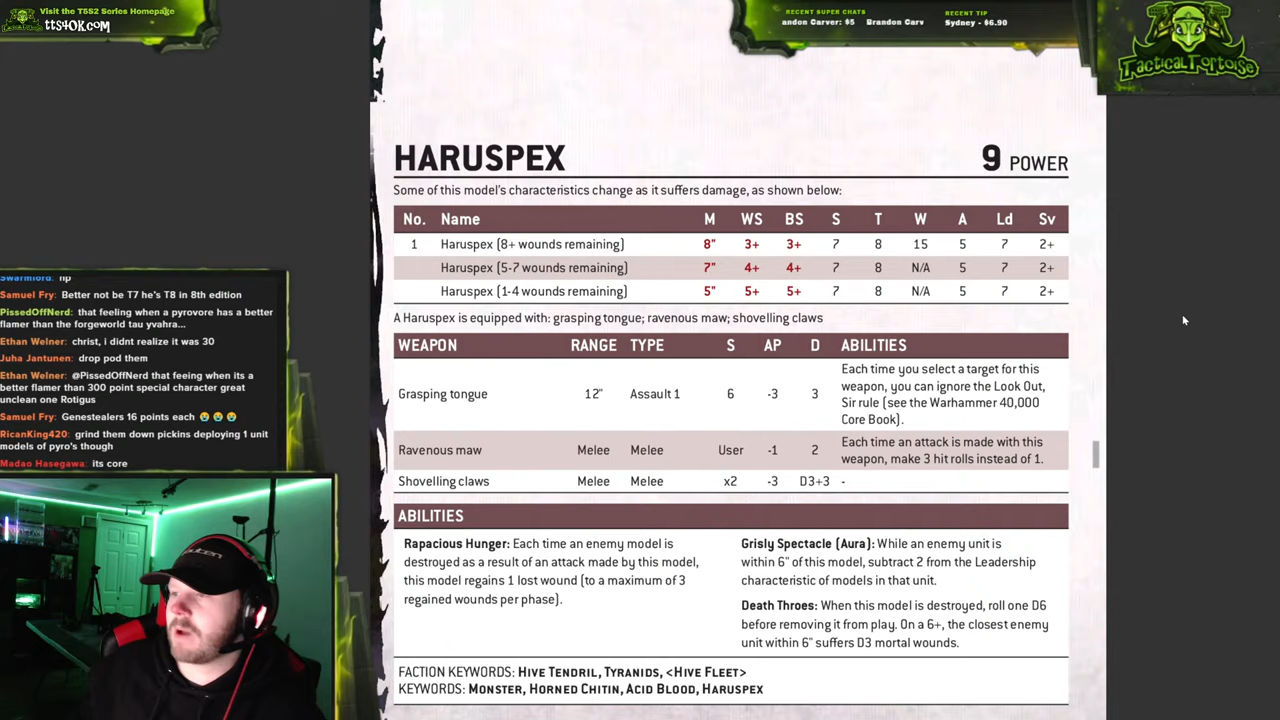 Visit the T5S2 Series Homepage
tts40k.com
RECENT SUPER CHATS
andon Carver: $5 Brandon Carv
RECENT TIP
Sydney - $6.90
TACTICALTORTOISE
HARUSPEX 9 POWER
Some of this model's characteristics change as it suffers damage, as shown below:
No. Name M WS BS S T W A Ld Sv
1 Haruspex (8+ wounds remaining) 8" 3+ 3+ 7 8 15 5 7 2+
Haruspex (5-7 wounds remaining) 7" 4+ 4+ 7 8 N/A 5 7 2+
Haruspex (1-4 wounds remaining) 5" 5+ 5+ 7 8 N/A 5 7 2+
A Haruspex is equipped with: grasping tongue; ravenous maw; shovelling claws
WEAPON RANGE TYPE S AP D ABILITIES
Grasping tongue 12" Assault 1 6 -3 3 Each time you select a target for this
weapon, you can ignore the Look Out,
Sir rule (see the Warhammer 40,000
Core Book).
Ravenous maw Melee Melee User -1 2 Each time an attack is made with this
weapon, make 3 hit rolls instead of 1.
Shovelling claws Melee Melee x2 -3 D3+3 -
ABILITIES
Rapacious Hunger: Each time an enemy model is
destroyed as a result of an attack made by this model,
this model regains 1 lost wound (to a maximum of 3
regained wounds per phase).
Grisly Spectacle (Aura): While an enemy unit is
within 6" of this model, subtract 2 from the Leadership
characteristic of models in that unit.
Death Throes: When this model is destroyed, roll one D6
before removing it from play. On a 6+, the closest enemy
unit within 6" suffers D3 mortal wounds.
FACTION KEYWORDS: HIVE TENDRIL, TYRANIDS, <HIVE FLEET>
KEYWORDS: MONSTER, HORNED CHITIN, ACID BLOOD, HARUSPEX
Swarmlord: np
Samuel Fry: Better not be T7 he's T8 in 8th edition
PissedOffNerd: that feeling when a pyrovore has a better
flamer than the forgeworld tau yvahra...
Ethan Welner: christ, i didnt realize it was 30
Juha Jantunen: drop pod them
Ethan Welner: @PissedOffNerd that feeling when its a
better flamer than 300 point special character great
unclean one Rotigus
Samuel Fry: Genestealers 16 points each 😭😭😭
RicanKing420: grind them down pickins deploying 1 unit
models of pyro's though
Madao Hasegawa: its core